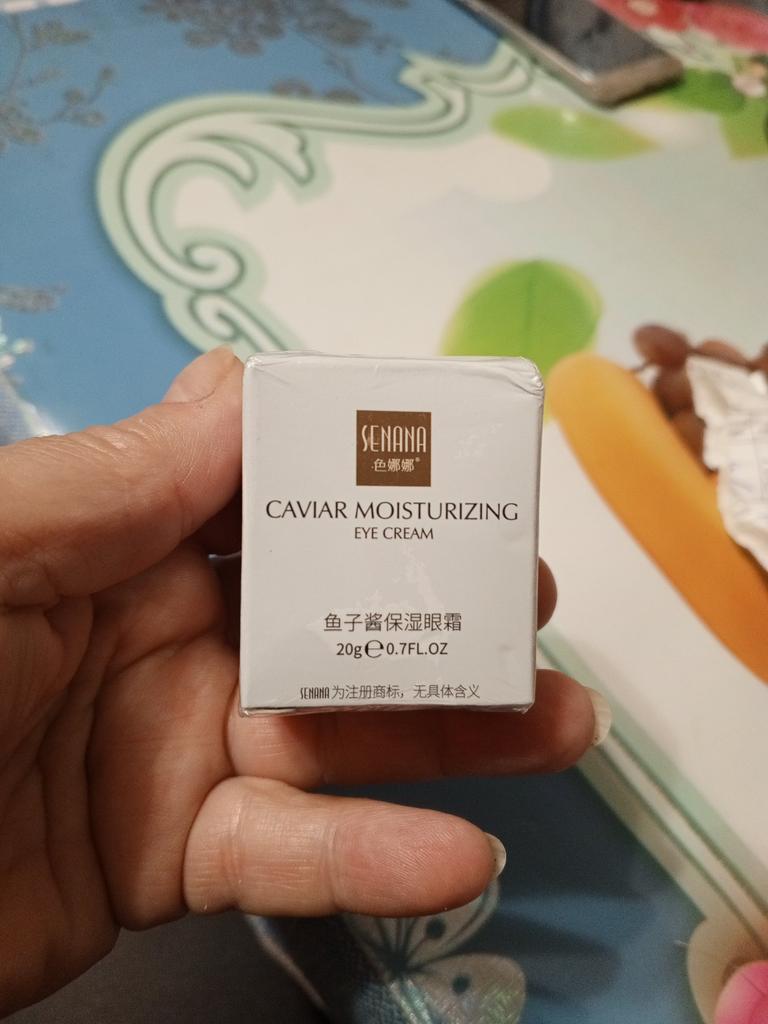 SENANA
色娜娜®
CAVIAR MOISTURIZING
EYE CREAM
鱼子酱保湿眼霜
20g℮0.7FL.OZ
SENANA为注册商标，无具体含义